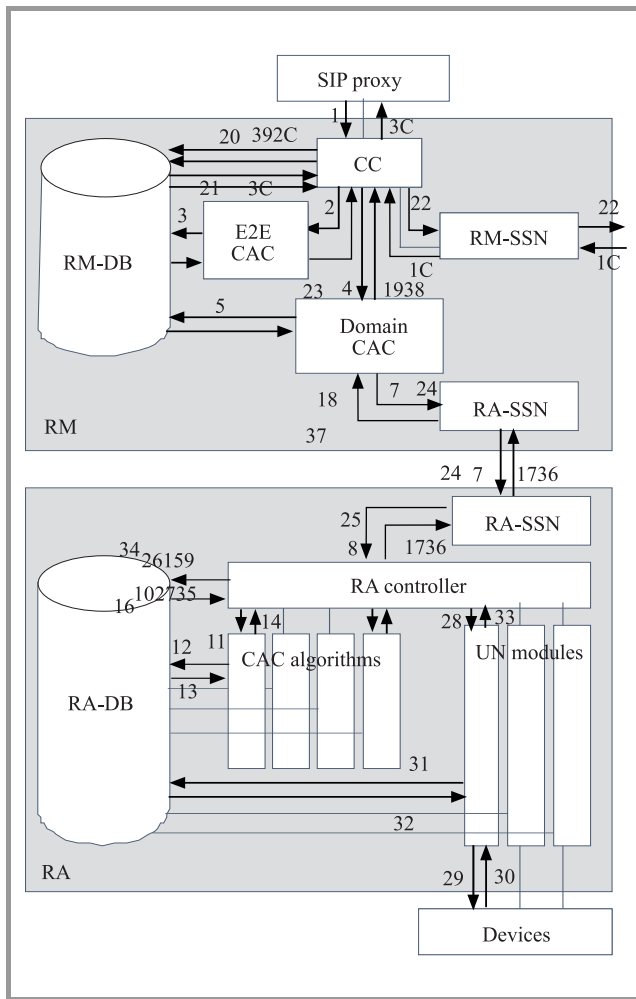 SIP proxy
1
3C
20
392C
CC
21
3C
2
22
3
E2E
CAC
RM-SSN
22
RM-DB
1C
1C
23
4
1938
5
Domain
CAC
18
7
24
RA-SSN
RM
37
24
7
1736
RA-SSN
25
8
1736
34
26159
RA controller
102735
16
14
28
33
11
12
CAC algorithms
UN modules
13
RA-DB
31
32
RA
29
30
Devices